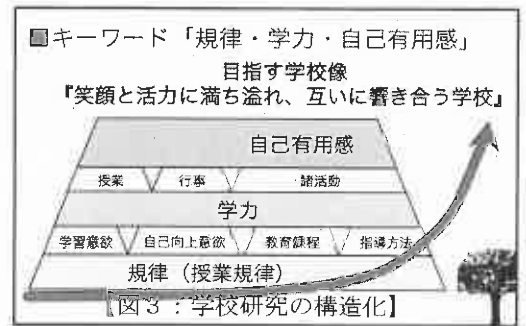 ■キーワード「規律・学力・自己有用感」
目指す学校像
『笑顔と活力に満ち溢れ、互いに響き合う学校』
自己有用感
授業 行事 諸活動
学力
学習意欲 自己向上意欲 教育課程 指導方法
規律（授業規律）
【図３：学校研究の構造化】